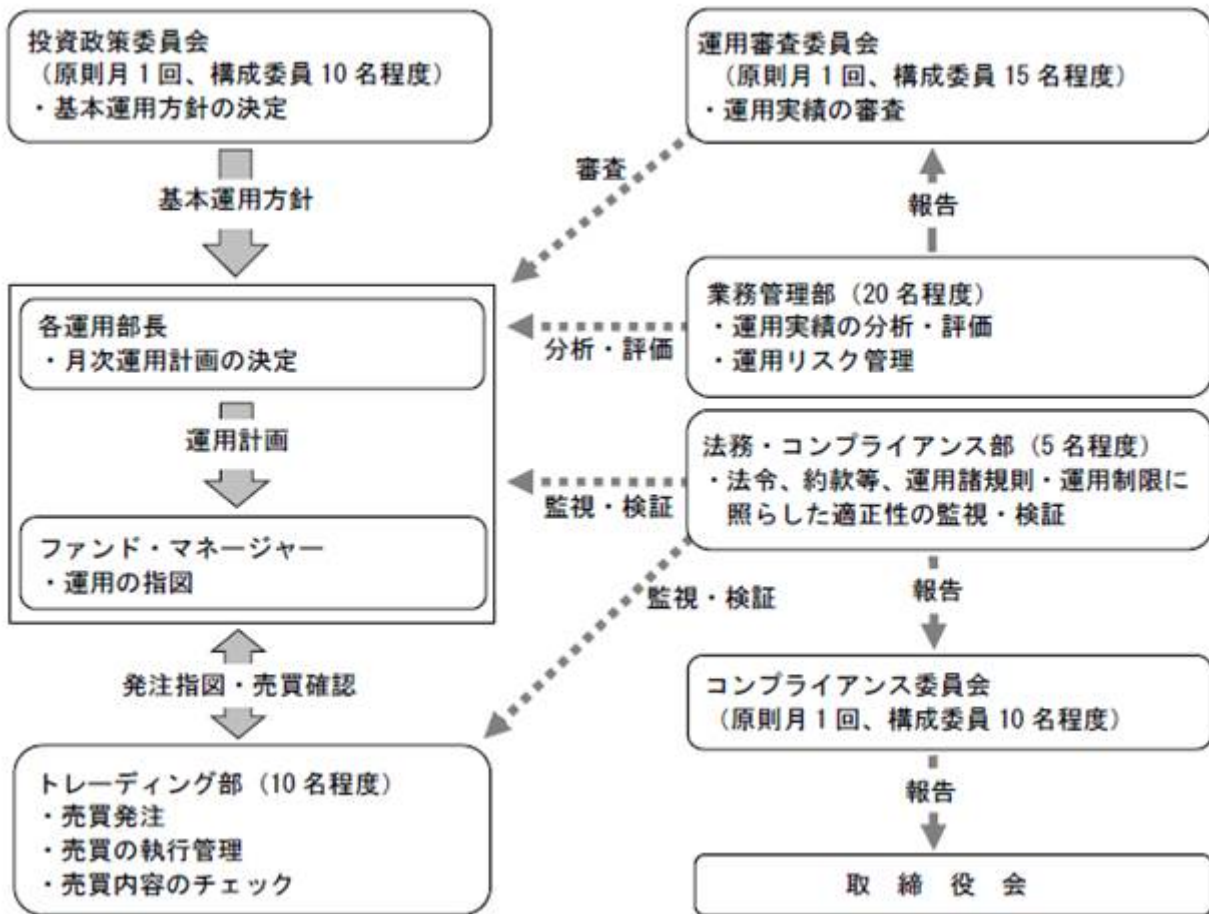 投資政策委員会
（原則月1回、構成委員10名程度）
・基本運用方針の決定
基本運用方針
各運用部長
・月次運用計画の決定
運用計画
ファンド・マネージャー
・運用の指図
発注指図・売買確認
トレーディング部（10名程度）
・売買発注
・売買の執行管理
・売買内容のチェック
運用審査委員会
（原則月1回、構成委員15名程度）
・運用実績の審査
審査
報告
業務管理部（20名程度）
・運用実績の分析・評価
・運用リスク管理
分析・評価
法務・コンプライアンス部（5名程度）
・法令、約款等、運用諸規則・運用制限に
照らした適正性の監視・検証
監視・検証
監視・検証
報告
コンプライアンス委員会
（原則月1回、構成委員10名程度）
報告
取締役会